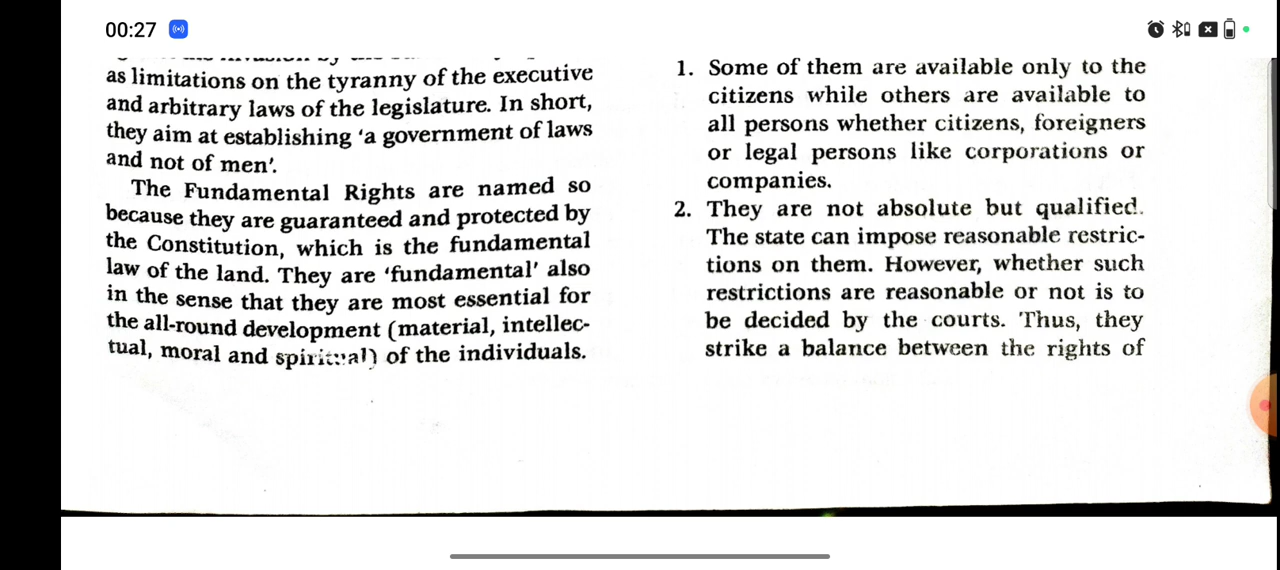 00:27
as limitations on the tyranny of the executive
and arbitrary laws of the legislature. In short,
they aim at establishing ‘a government of laws
and not of men’.
The Fundamental Rights are named so
because they are guaranteed and protected by
the Constitution, which is the fundamental
law of the land. They are ‘fundamental’ also
in the sense that they are most essential for
the all-round development (material, intellec-
tual, moral and spiritual) of the individuals.
1. Some of them are available only to the
citizens while others are available to
all persons whether citizens, foreigners
or legal persons like corporations or
companies.
2. They are not absolute but qualified.
The state can impose reasonable restric-
tions on them. However, whether such
restrictions are reasonable or not is to
be decided by the courts. Thus, they
strike a balance between the rights of